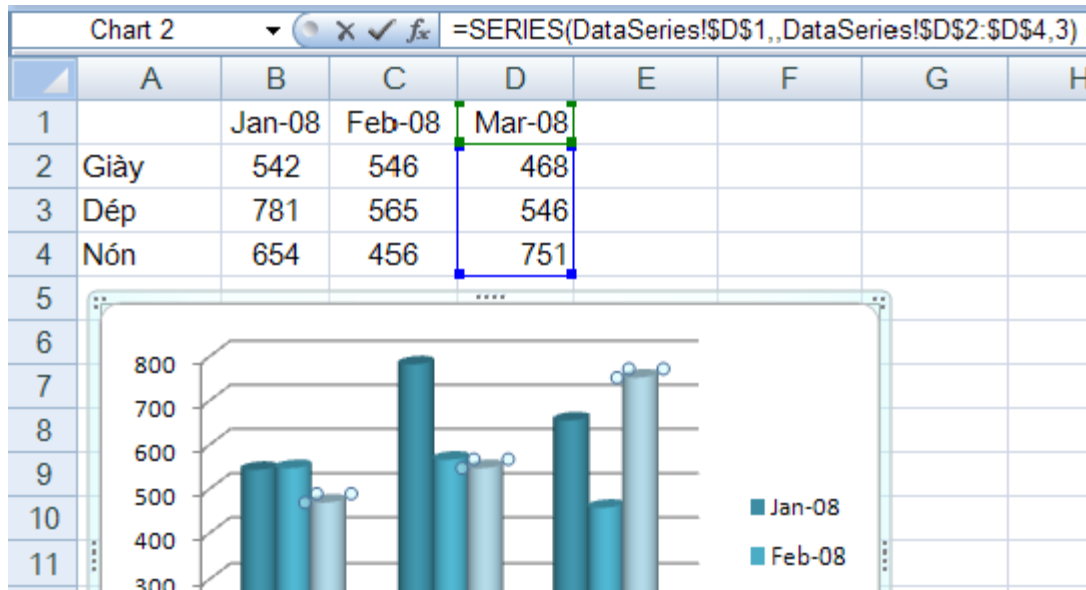 Chart 2 fx =SERIES(DataSeries!$D$1,,DataSeries!$D$2:$D$4,3)
A B C D E F G H
1 Jan-08 Feb-08 Mar-08
2 Giày 542 546 468
3 Dép 781 565 546
4 Nón 654 456 751
5
6
7
8
9
10
11
800
700
600
500
400
300
Jan-08
Feb-08